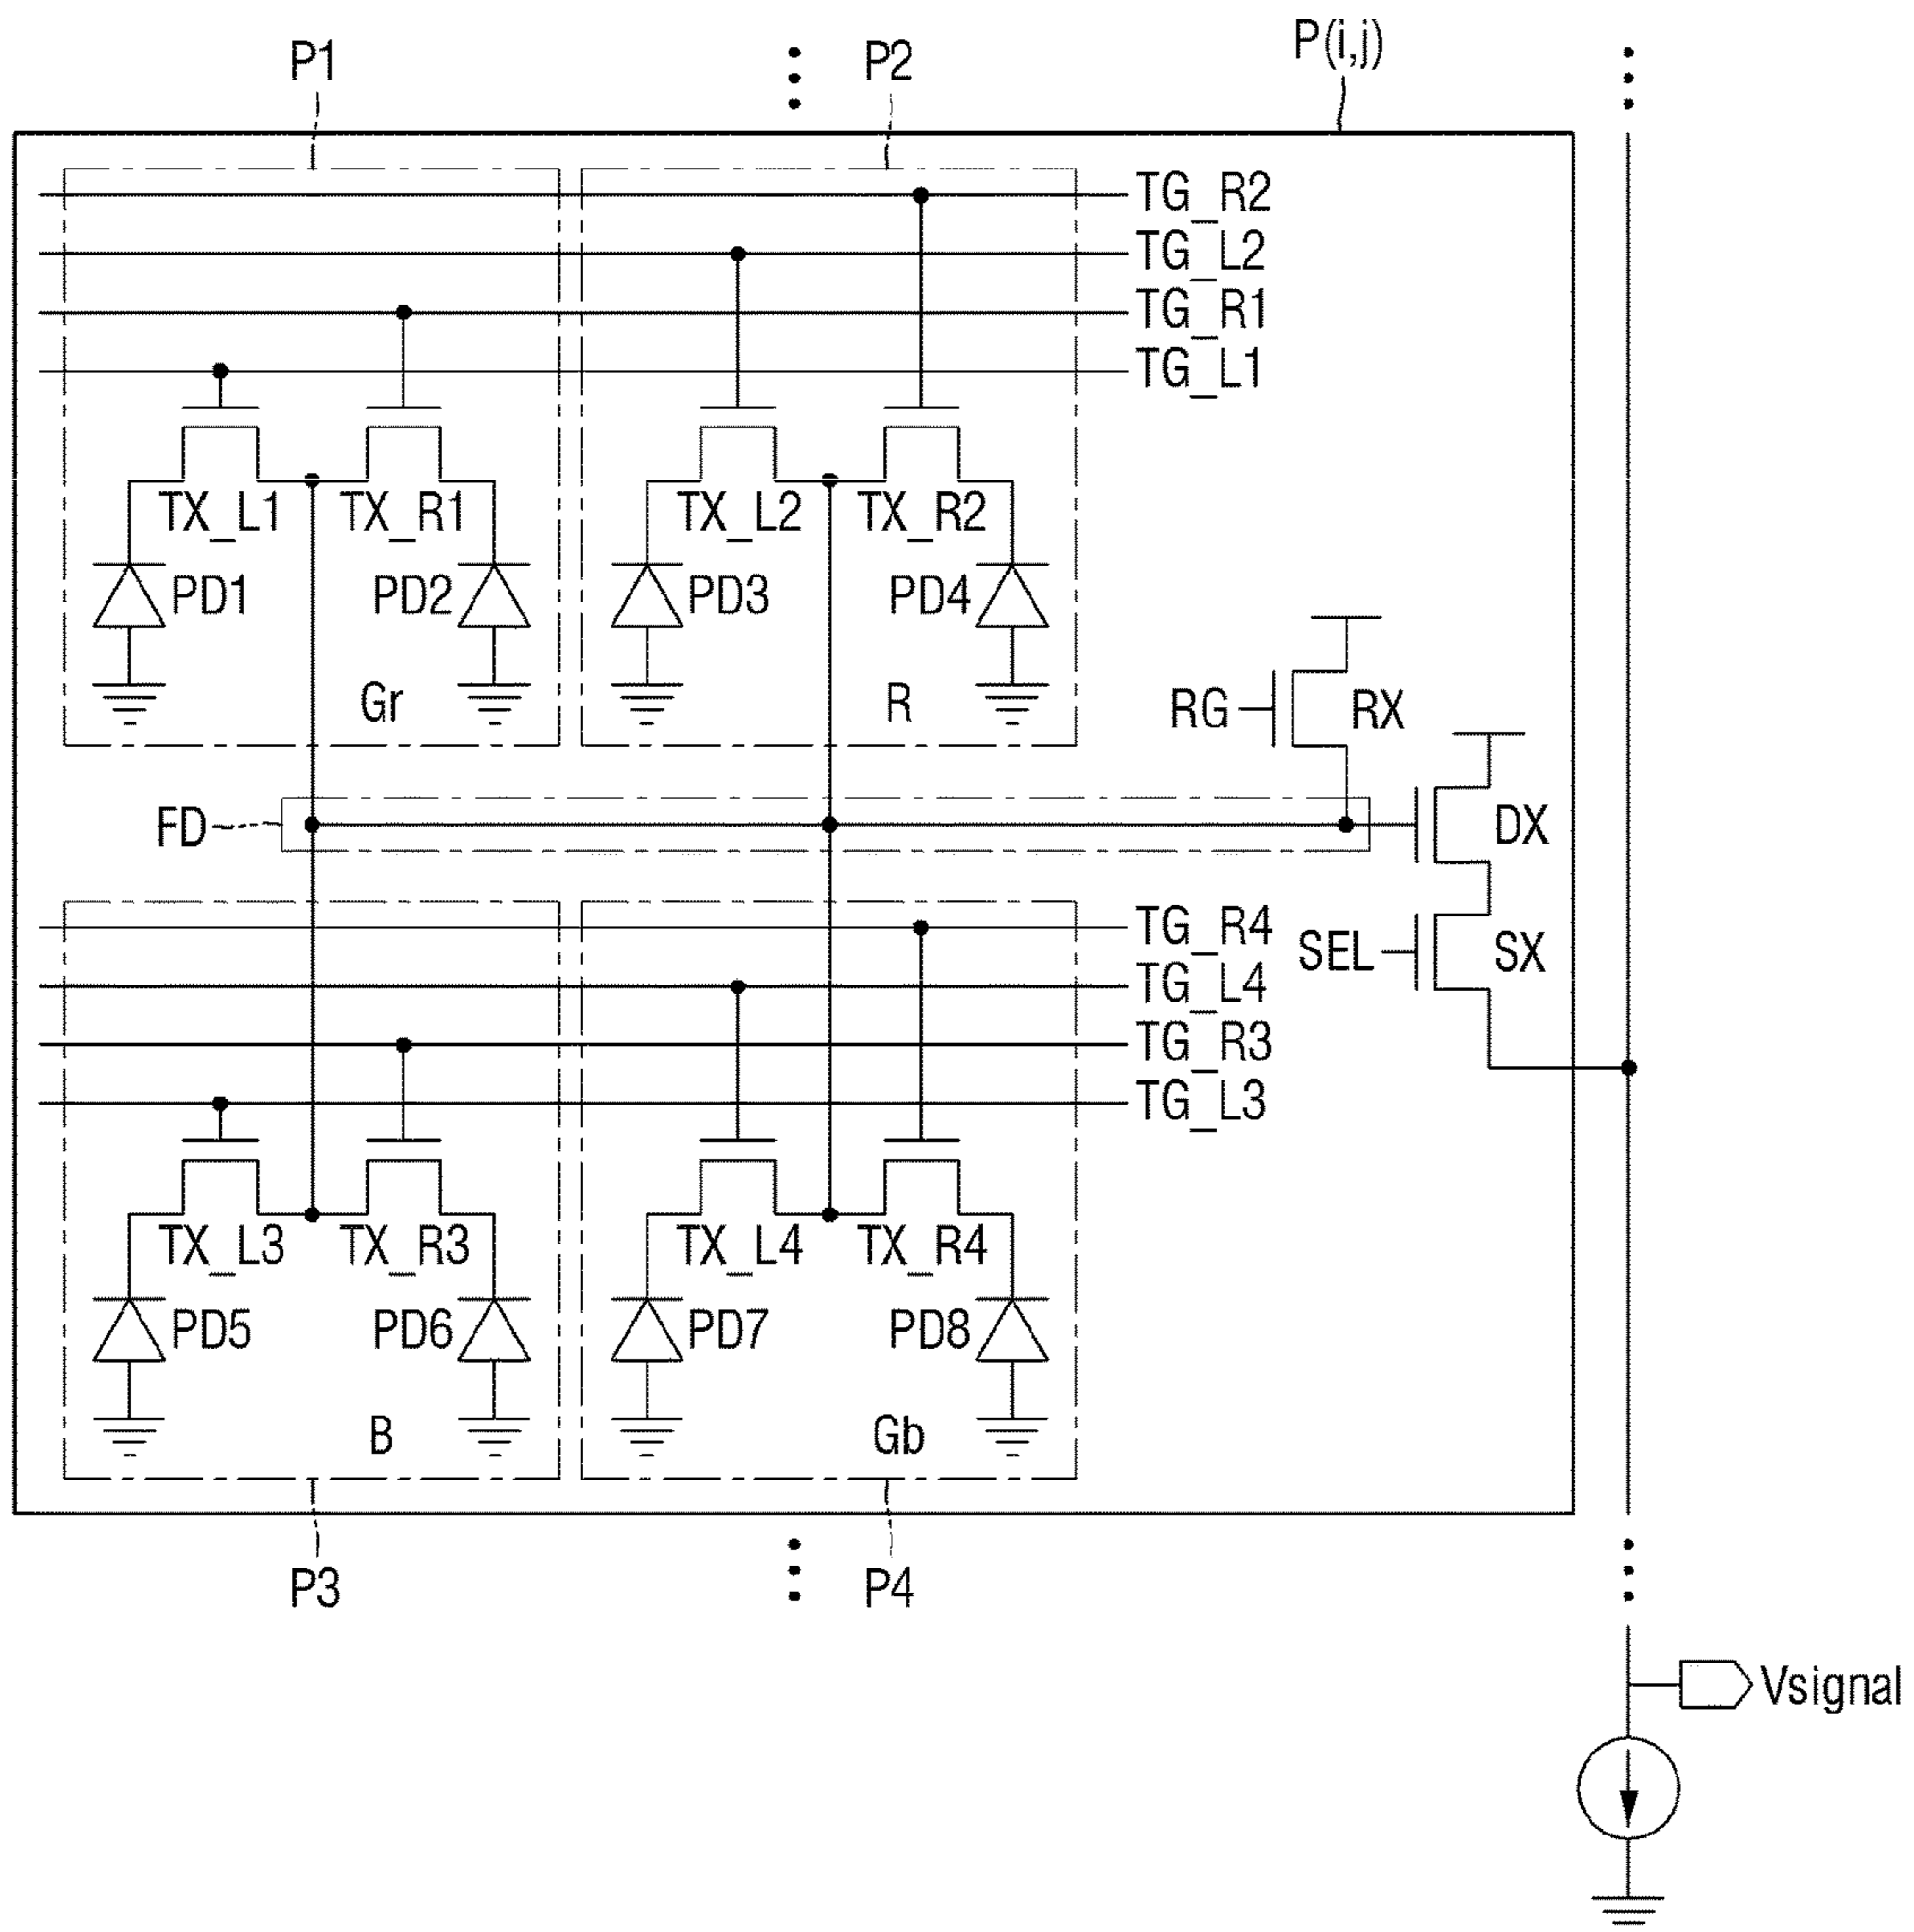 P1 P2 P(i,j)
TG_R2
TG_L2
TG_R1
TG_L1
TX_L1 TX_R1 TX_L2 TX_R2
PD1 PD2 PD3 PD4
Gr R RG RX
FD DX
TG_R4
SEL SX
TG_L4
TG_R3
TG_L3
TX_L3 TX_R3 TX_L4 TX_R4
PD5 PD6 PD7 PD8
B Gb
P3 P4
Vsignal